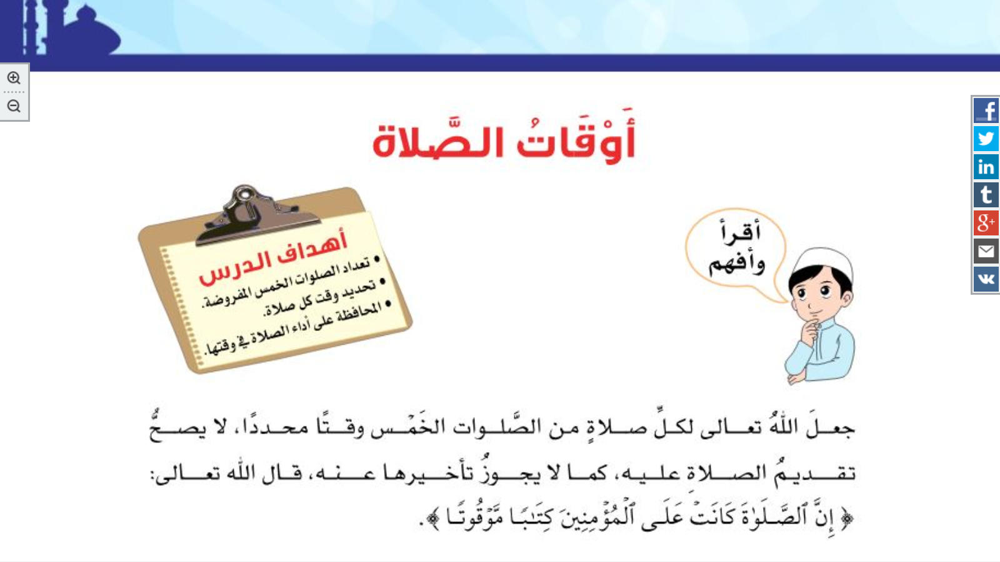 أَوْقَاتُ الصَّلاة
أقرأ
وأفهم
أهداف الدرس
• تعداد الصلوات الخمس المفروضة.
• تحديد وقت كل صلاة.
• المحافظة على أداء الصلاة في وقتها.
جعلَ اللهُ تعالى لكلِّ صلاةٍ من الصَّلوات الخَمْس وقتًا محددًا، لا يصحُّ
تقديمُ الصلاةِ عليه، كما لا يجوزُ تأخيرها عنه، قال الله تعالى:
﴿ إِنَّ ٱلصَّلَوٰةَ كَانَتْ عَلَى ٱلْمُؤْمِنِينَ كِتَٰبًا مَّوْقُوتًا ﴾.
f
in
t
g+